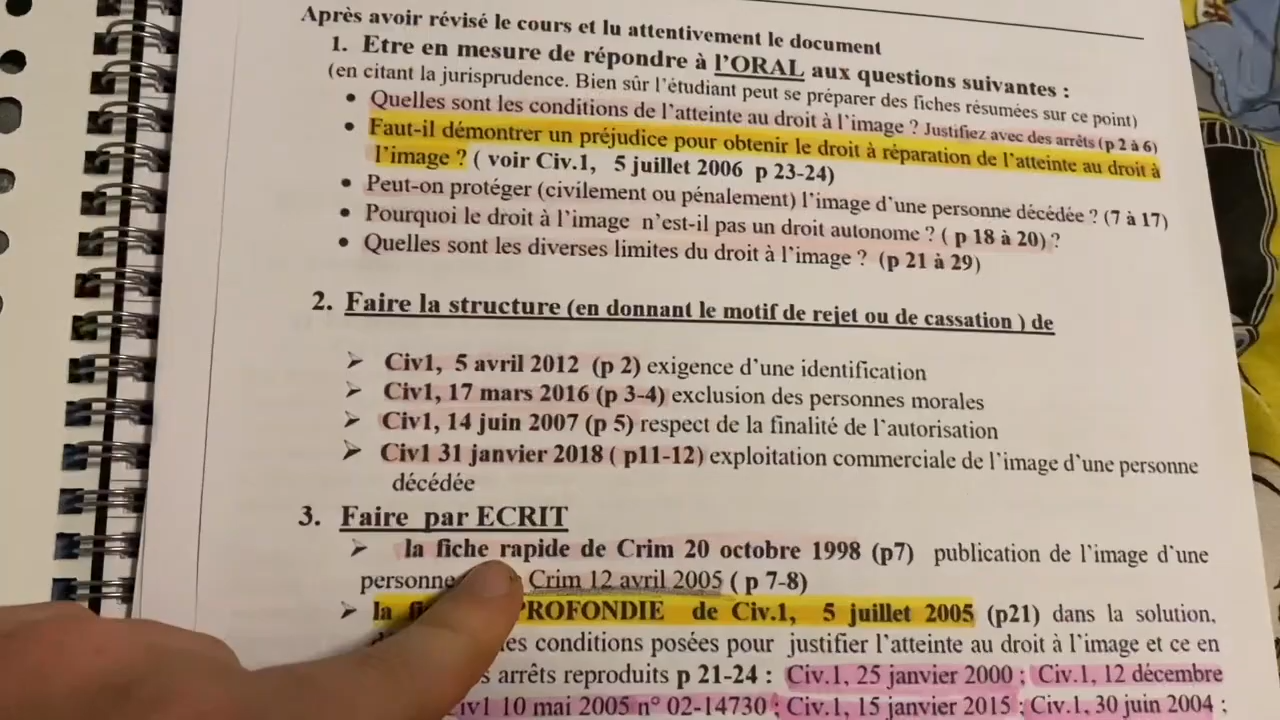 Après avoir révisé le cours et lu attentivement le document
1. Etre en mesure de répondre à l'ORAL aux questions suivantes :
(en citant la jurisprudence. Bien sûr l'étudiant peut se préparer des fiches résumées sur ce point)
• Quelles sont les conditions de l'atteinte au droit à l'image ? Justifiez avec des arrêts (p 2 à 6)
• Faut-il démontrer un préjudice pour obtenir le droit à réparation de l'atteinte au droit à
l'image ? ( voir Civ.1, 5 juillet 2006 p 23-24)
• Peut-on protéger (civilement ou pénalement) l'image d'une personne décédée ? (7 à 17)
• Pourquoi le droit à l'image n'est-il pas un droit autonome ? ( p 18 à 20) ?
• Quelles sont les diverses limites du droit à l'image ? (p 21 à 29)
2. Faire la structure (en donnant le motif de rejet ou de cassation ) de
➢ Civ1, 5 avril 2012 (p 2) exigence d'une identification
➢ Civ1, 17 mars 2016 (p 3-4) exclusion des personnes morales
➢ Civ1, 14 juin 2007 (p 5) respect de la finalité de l'autorisation
➢ Civ1 31 janvier 2018 ( p11-12) exploitation commerciale de l'image d'une personne
décédée
3. Faire par ECRIT
➢ la fiche rapide de Crim 20 octobre 1998 (p7) publication de l'image d'une
personne Crim 12 avril 2005 ( p 7-8)
➢ la de Civ.1, 5 juillet 2005 (p21) dans la solution,
conditions posées pour justifier l'atteinte au droit à l'image et ce en
arrêts reproduits p 21-24 : Civ.1, 25 janvier 2000 ; Civ.1, 12 décembre
10 mai 2005 n° 02-14730 ; Civ.1, 15 janvier 2015 ; Civ.1, 30 juin 2004 ;